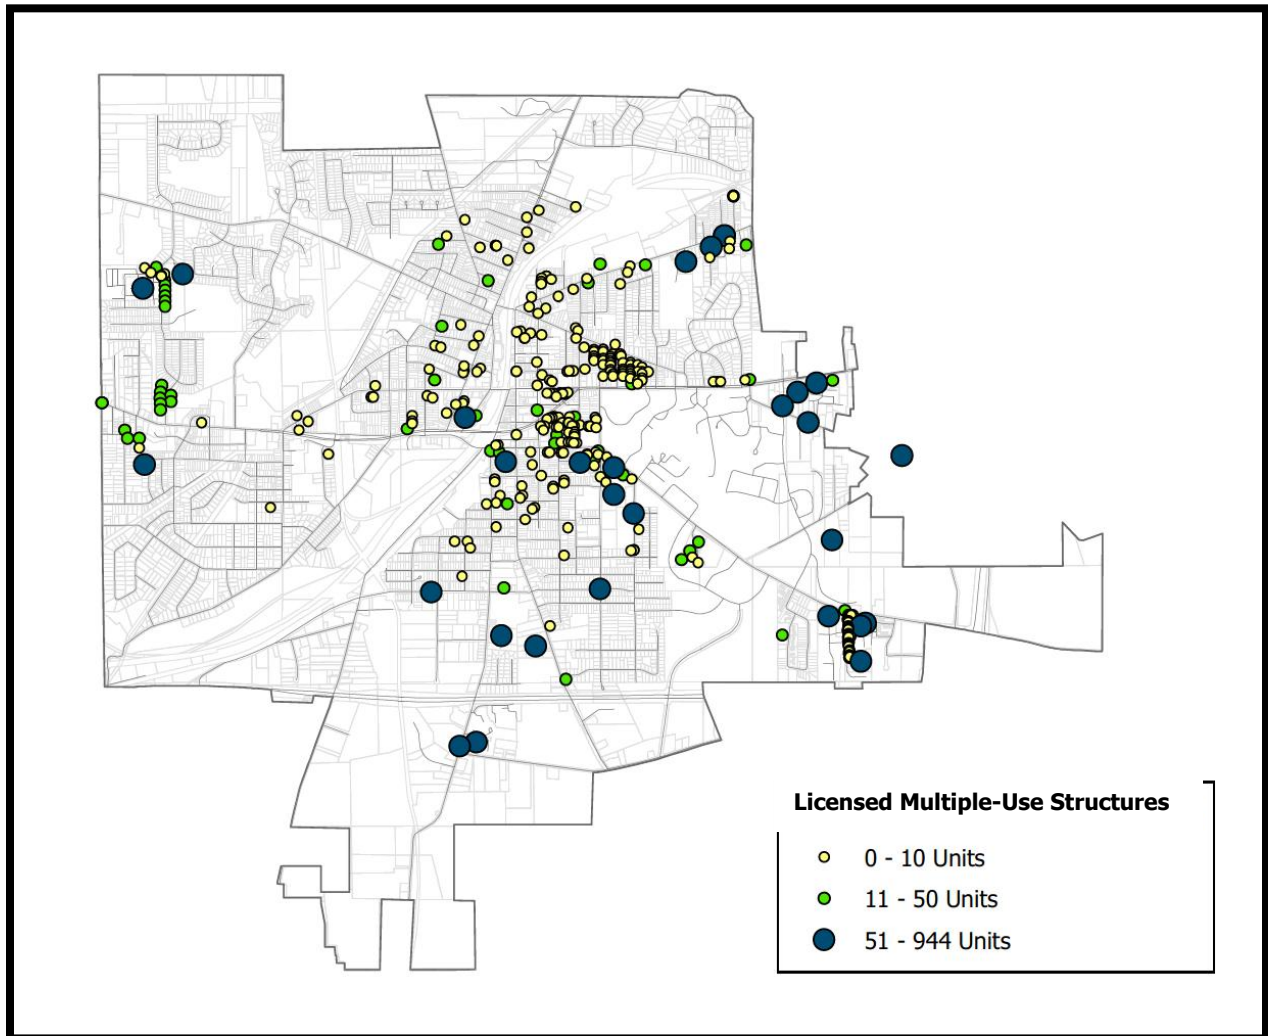 Licensed Multiple-Use Structures
0 - 10 Units
11 - 50 Units
51 - 944 Units